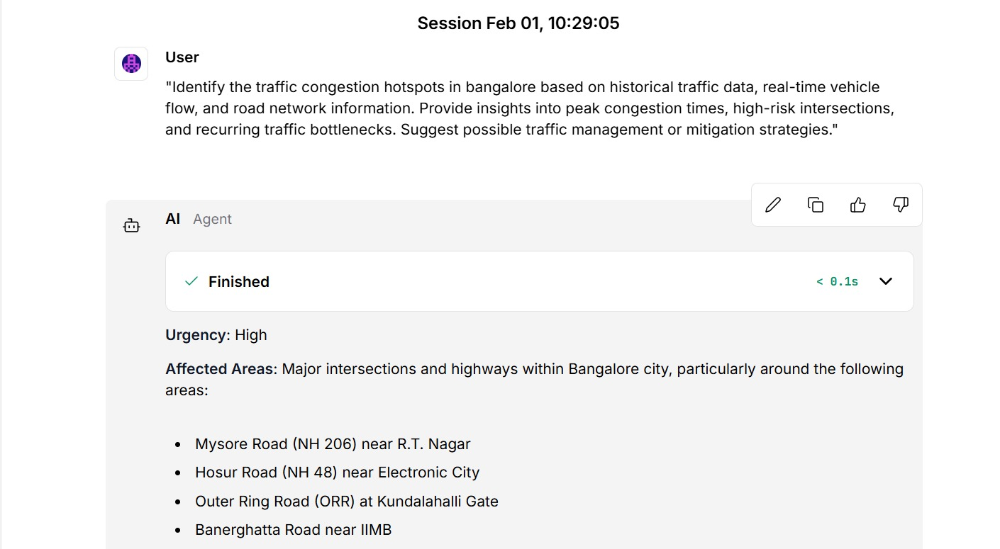 Session Feb 01, 10:29:05
User
"Identify the traffic congestion hotspots in bangalore based on historical traffic data, real-time vehicle
flow, and road network information. Provide insights into peak congestion times, high-risk intersections,
and recurring traffic bottlenecks. Suggest possible traffic management or mitigation strategies."
AI Agent
Finished < 0.1s
Urgency: High
Affected Areas: Major intersections and highways within Bangalore city, particularly around the following
areas:
• Mysore Road (NH 206) near R.T. Nagar
• Hosur Road (NH 48) near Electronic City
• Outer Ring Road (ORR) at Kundalahalli Gate
• Banerghatta Road near IIMB